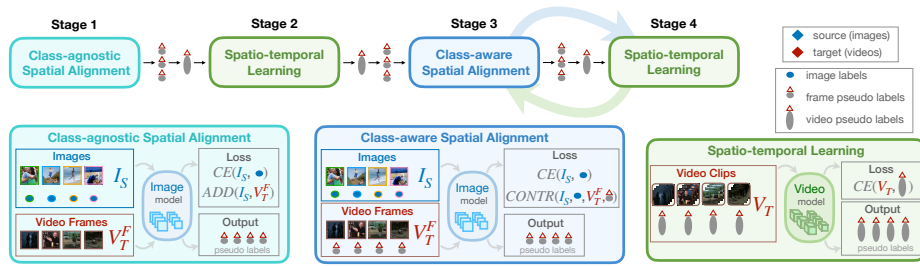 Stage 1
Stage 2
Stage 3
Stage 4
Class-agnostic
Spatial Alignment
Spatio-temporal
Learning
Class-aware
Spatial Alignment
Spatio-temporal
Learning
source (images)
target (videos)
image labels
frame pseudo labels
video pseudo labels
Class-agnostic Spatial Alignment
Images
I_S
Video Frames
V_T^F
Image
model
Loss
CE(I_S, )
ADD(I_S,V_T^F)
Output
pseudo labels
Class-aware Spatial Alignment
Images
I_S
Video Frames
V_T^F
Image
model
Loss
CE(I_S, )
CONTR(I_S, ,V_T^F, )
Output
pseudo labels
Spatio-temporal Learning
Video Clips
V_T
Video
model
Loss
CE(V_T, )
Output
pseudo labels